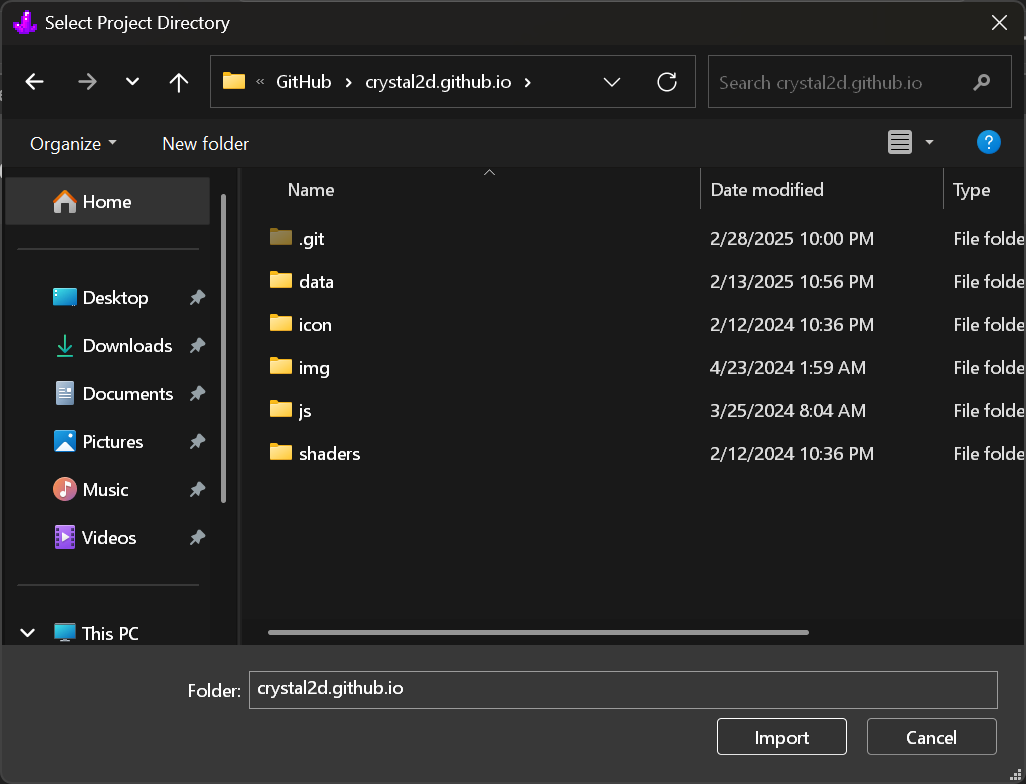 Select Project Directory
« GitHub › crystal2d.github.io ›
Search crystal2d.github.io
Organize New folder ?
Home
Desktop
Downloads
Documents
Pictures
Music
Videos
This PC
Name Date modified Type
.git 2/28/2025 10:00 PM File folde
data 2/13/2025 10:56 PM File folde
icon 2/12/2024 10:36 PM File folde
img 4/23/2024 1:59 AM File folde
js 3/25/2024 8:04 AM File folde
shaders 2/12/2024 10:36 PM File folde
Folder: crystal2d.github.io
Import Cancel